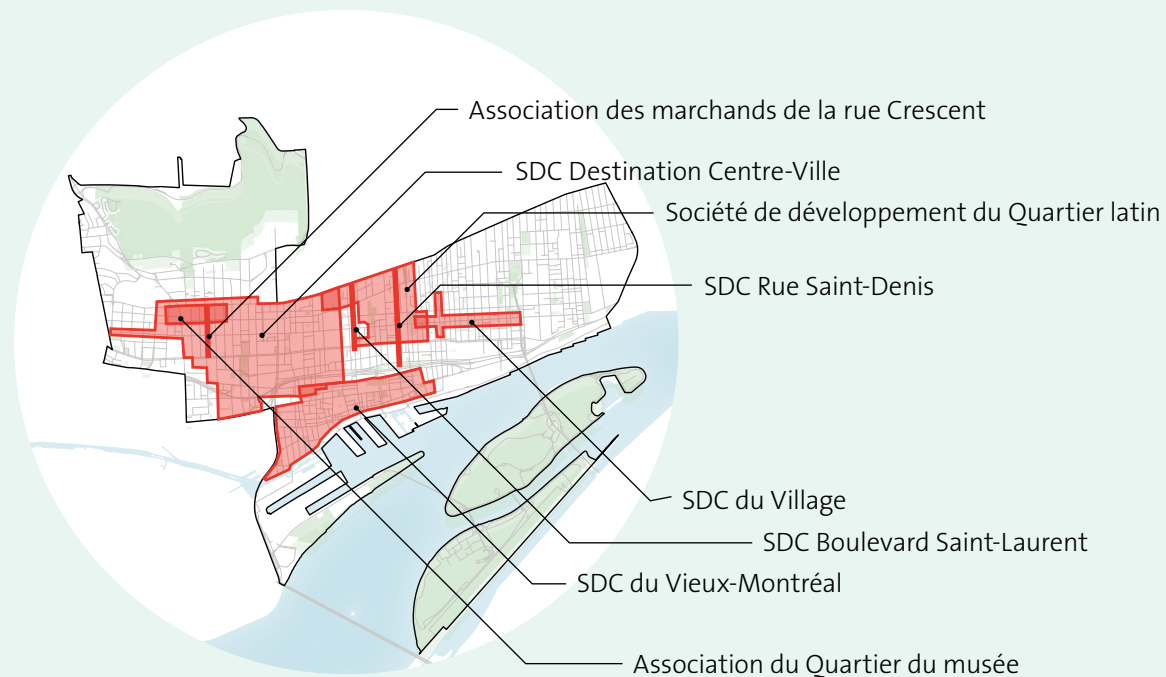 Association des marchands de la rue Crescent
SDC Destination Centre-Ville
Société de développement du Quartier latin
SDC Rue Saint-Denis
SDC du Village
SDC Boulevard Saint-Laurent
SDC du Vieux-Montréal
Association du Quartier du musée